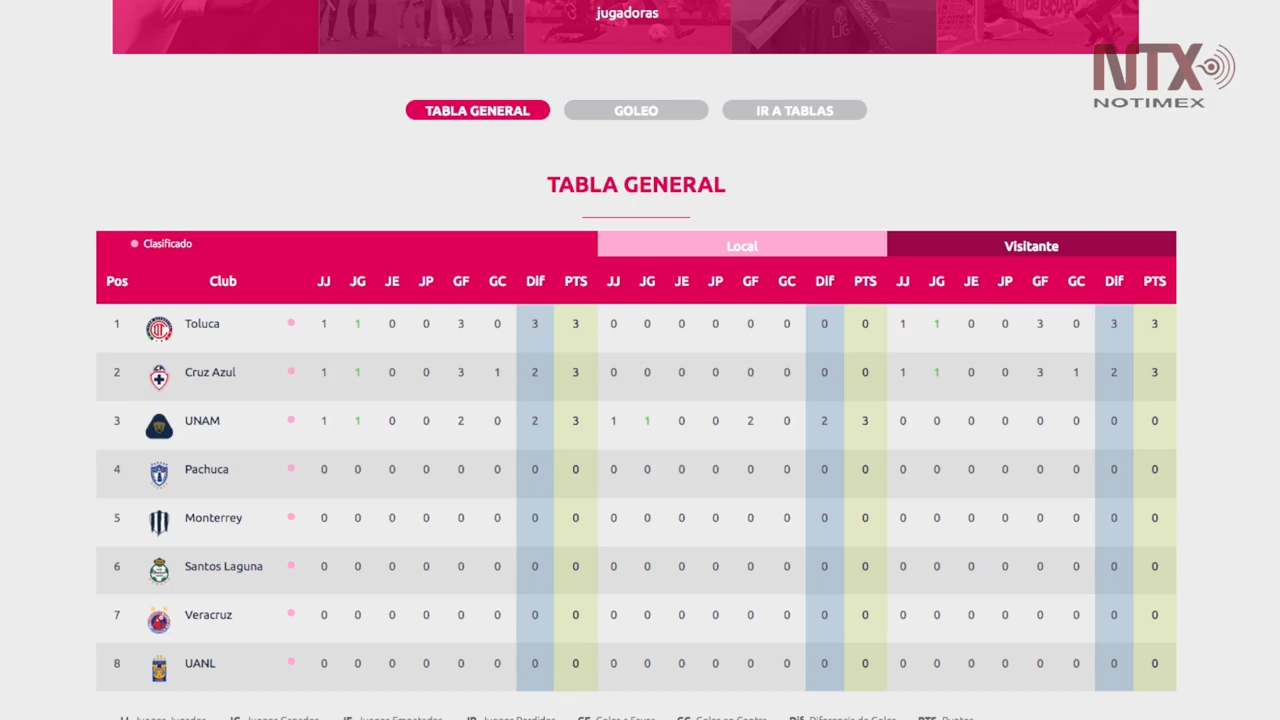 jugadoras
NTX
NOTIMEX
TABLA GENERAL GOLEO IR A TABLAS
TABLA GENERAL
Clasificado Local Visitante
Pos Club JJ JG JE JP GF GC Dif PTS JJ JG JE JP GF GC Dif PTS JJ JG JE JP GF GC Dif PTS
1 Toluca 1 1 0 0 3 0 3 3 0 0 0 0 0 0 0 0 1 1 0 0 3 0 3 3
2 Cruz Azul 1 1 0 0 3 1 2 3 0 0 0 0 0 0 0 0 1 1 0 0 3 1 2 3
3 UNAM 1 1 0 0 2 0 2 3 1 1 0 0 2 0 2 3 0 0 0 0 0 0 0 0
4 Pachuca 0 0 0 0 0 0 0 0 0 0 0 0 0 0 0 0 0 0 0 0 0 0 0 0
5 Monterrey 0 0 0 0 0 0 0 0 0 0 0 0 0 0 0 0 0 0 0 0 0 0 0 0
6 Santos Laguna 0 0 0 0 0 0 0 0 0 0 0 0 0 0 0 0 0 0 0 0 0 0 0 0
7 Veracruz 0 0 0 0 0 0 0 0 0 0 0 0 0 0 0 0 0 0 0 0 0 0 0 0
8 UANL 0 0 0 0 0 0 0 0 0 0 0 0 0 0 0 0 0 0 0 0 0 0 0 0